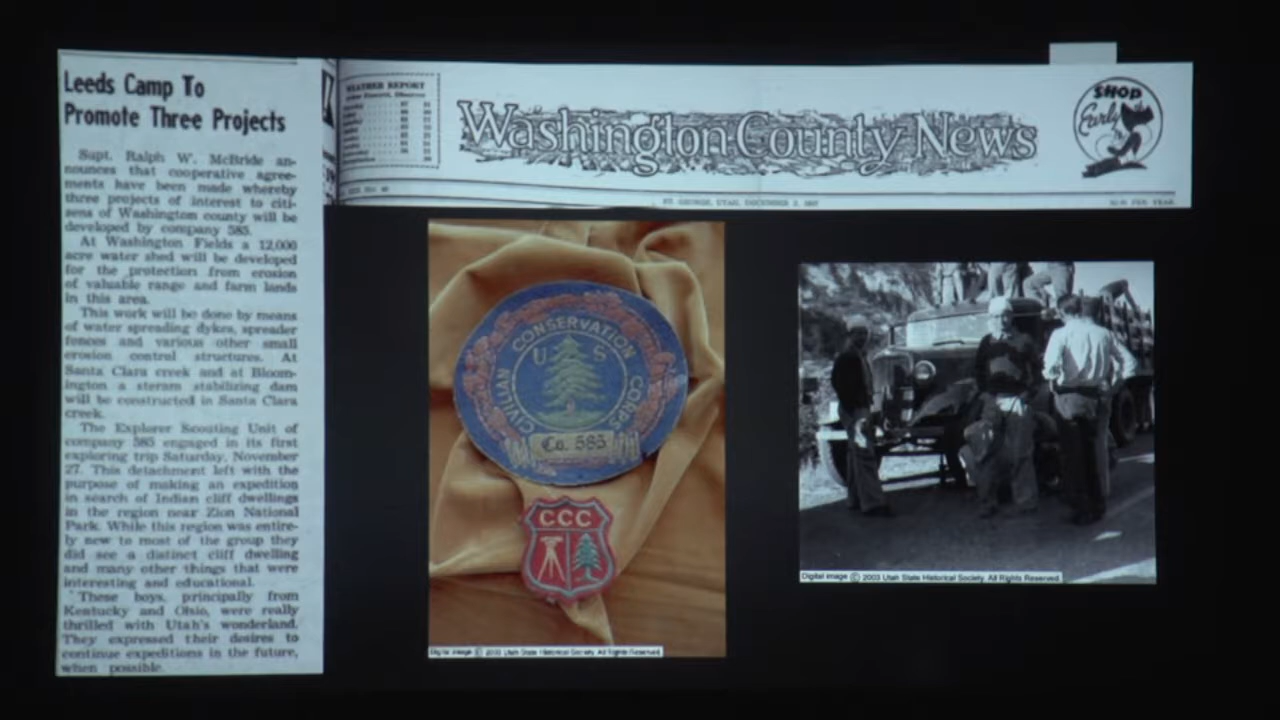 Leeds Camp To
Promote Three Projects
Supt. Ralph W. McBride an-
nounces that cooperative agree-
ments have been made whereby
three projects of interest to citi-
zens of Washington county will be
developed by company 585.
At Washington Fields a 12,000
acre water shed will be developed
for the protection from erosion
of valuable range and farm lands
in this area.
This work will be done by means
of water spreading dykes, spreader
fences and various other small
erosion control structures. At
Santa Clara creek and at Bloom-
ington a steram stabilizing dam
will be constructed in Santa Clara
creek.
The Explorer Scouting Unit of
company 585 engaged in its first
exploring trip Saturday, November
27. This detachment left with the
purpose of making an expedition
in search of Indian cliff dwellings
in the region near Zion National
Park. While this region was entire-
ly new to most of the group they
did see a distinct cliff dwelling
and many other things that were
interesting and educational.
These boys, principally from
Kentucky and Ohio, were really
thrilled with Utah's wonderland.
They expressed their desires to
continue expeditions in the future,
when possible.
WEATHER REPORT
Washington County News
SHOP
Early
ST. GEORGE, UTAH, DECEMBER 2, 1937
CIVILIAN CONSERVATION CORPS
U S
Co. 585
CCC
Digital image © 2003 Utah State Historical Society. All Rights Reserved.
Digital image © 2003 Utah State Historical Society. All Rights Reserved.